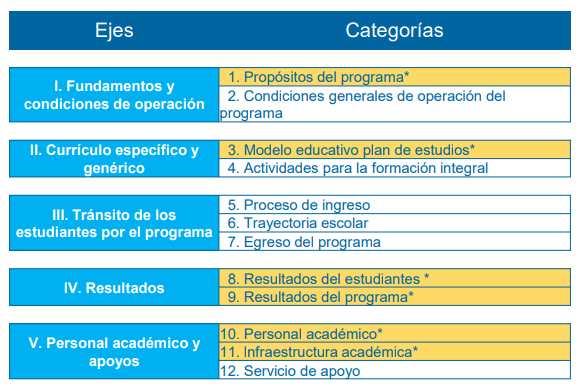 Ejes
Categorías
I. Fundamentos y
condiciones de operación
1. Propósitos del programa*
2. Condiciones generales de operación del
programa
II. Currículo específico y
genérico
3. Modelo educativo plan de estudios*
4. Actividades para la formación integral
III. Tránsito de los
estudiantes por el programa
5. Proceso de ingreso
6. Trayectoria escolar
7. Egreso del programa
IV. Resultados
8. Resultados del estudiantes *
9. Resultados del programa*
V. Personal académico y
apoyos
10. Personal académico*
11. Infraestructura académica*
12. Servicio de apoyo